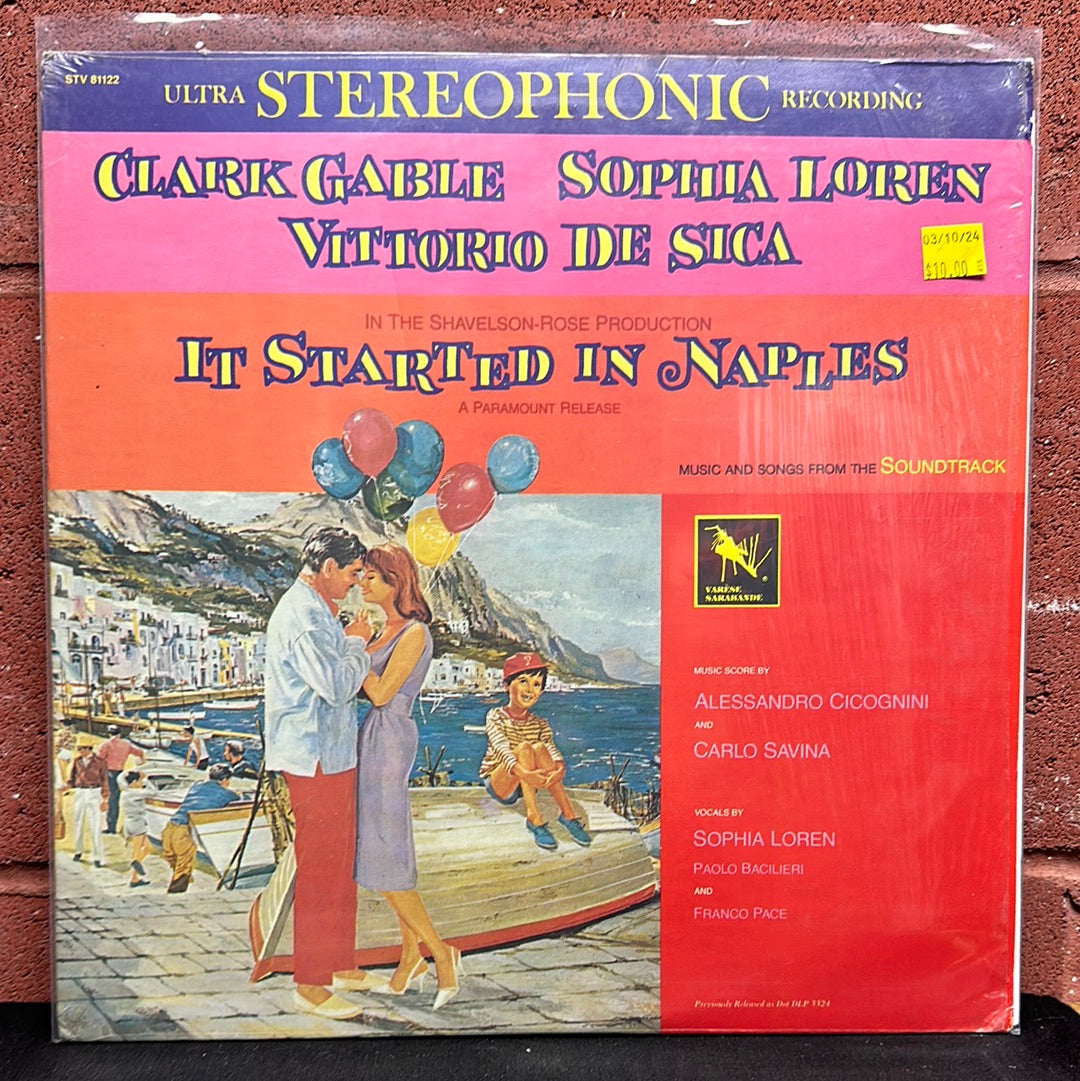 STV 81122
ULTRA STEREOPHONIC RECORDING
CLARK GABLE SOPHIA LOREN
VITTORIO DE SICA
03/10/24
$10.00
IN THE SHAVELSON-ROSE PRODUCTION
IT STARTED IN NAPLES
A PARAMOUNT RELEASE
MUSIC AND SONGS FROM THE SOUNDTRACK
VARÈSE
SARABANDE
MUSIC SCORE BY
ALESSANDRO CICOGNINI
AND
CARLO SAVINA
VOCALS BY
SOPHIA LOREN
PAOLO BACILIERI
AND
FRANCO PACE
Previously Released as Dot DLP 3324